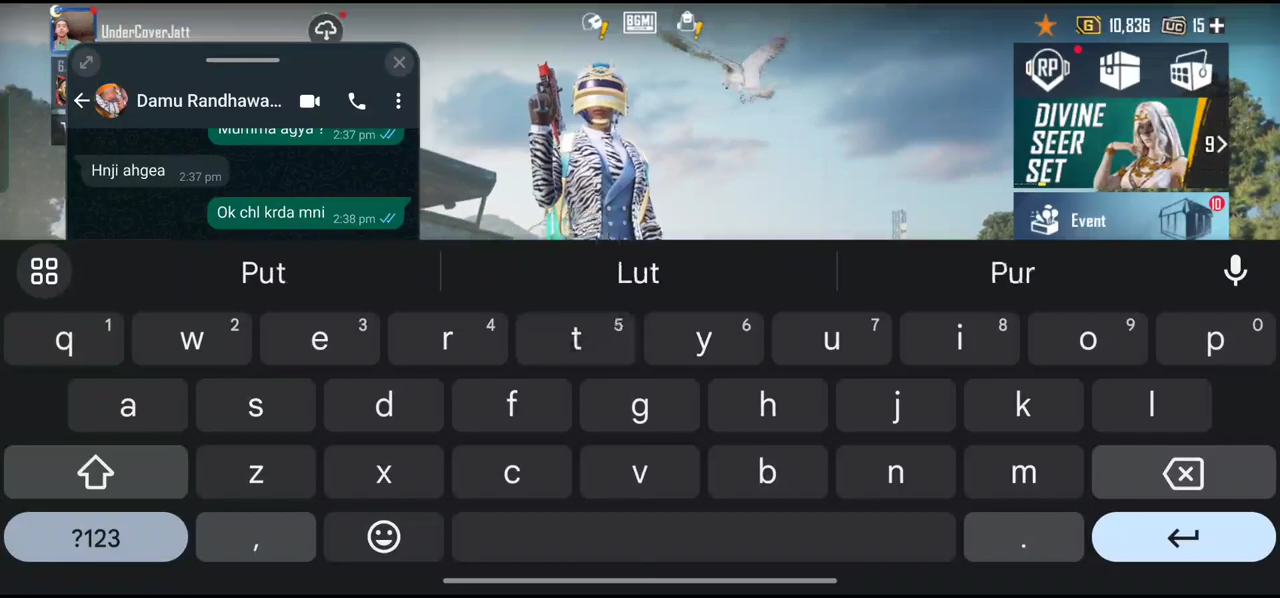 UnderCoverJatt
BGMI
G 10,836 UC 15 +
Damu Randhawa...
Mumma agya ? 2:37 pm
Hnji ahgea 2:37 pm
Ok chl krda mni 2:38 pm
RP
DIVINE
SEER
SET
9
Event
10
Put Lut Pur
q 1 w 2 e 3 r 4 t 5 y 6 u 7 i 8 o 9 p 0
a s d f g h j k l
z x c v b n m
?123 , .